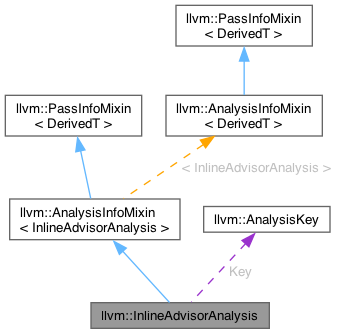 llvm::PassInfoMixin
< DerivedT >
llvm::PassInfoMixin
< DerivedT >
llvm::AnalysisInfoMixin
< DerivedT >
< InlineAdvisorAnalysis >
llvm::AnalysisInfoMixin
< InlineAdvisorAnalysis >
llvm::AnalysisKey
Key
llvm::InlineAdvisorAnalysis